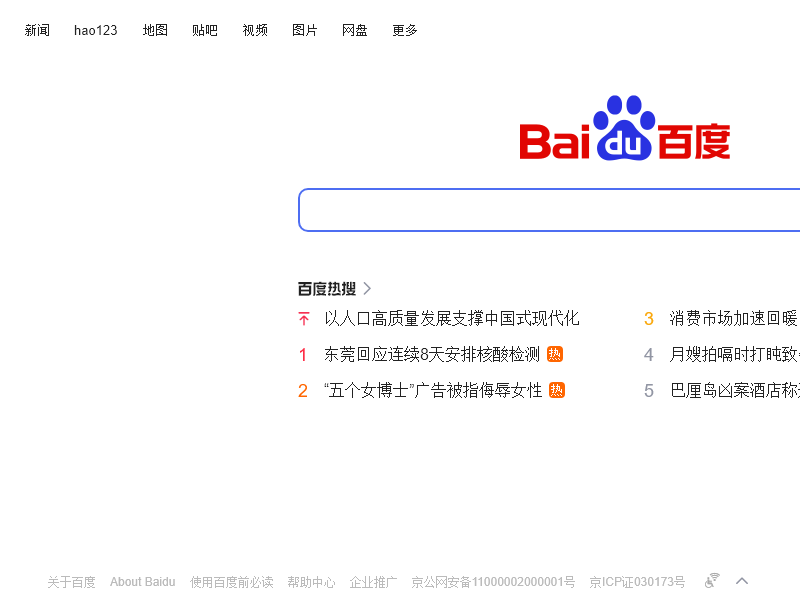 新闻 hao123 地图 贴吧 视频 图片 网盘 更多
Bai du 百度
百度热搜
以人口高质量发展支撑中国式现代化
3 消费市场加速回暖
1 东莞回应连续8天安排核酸检测 热
4 月嫂拍嗝时打盹致
2 “五个女博士”广告被指侮辱女性 热
5 巴厘岛凶案酒店称
关于百度 About Baidu 使用百度前必读 帮助中心 企业推广 京公网安备11000002000001号 京ICP证030173号